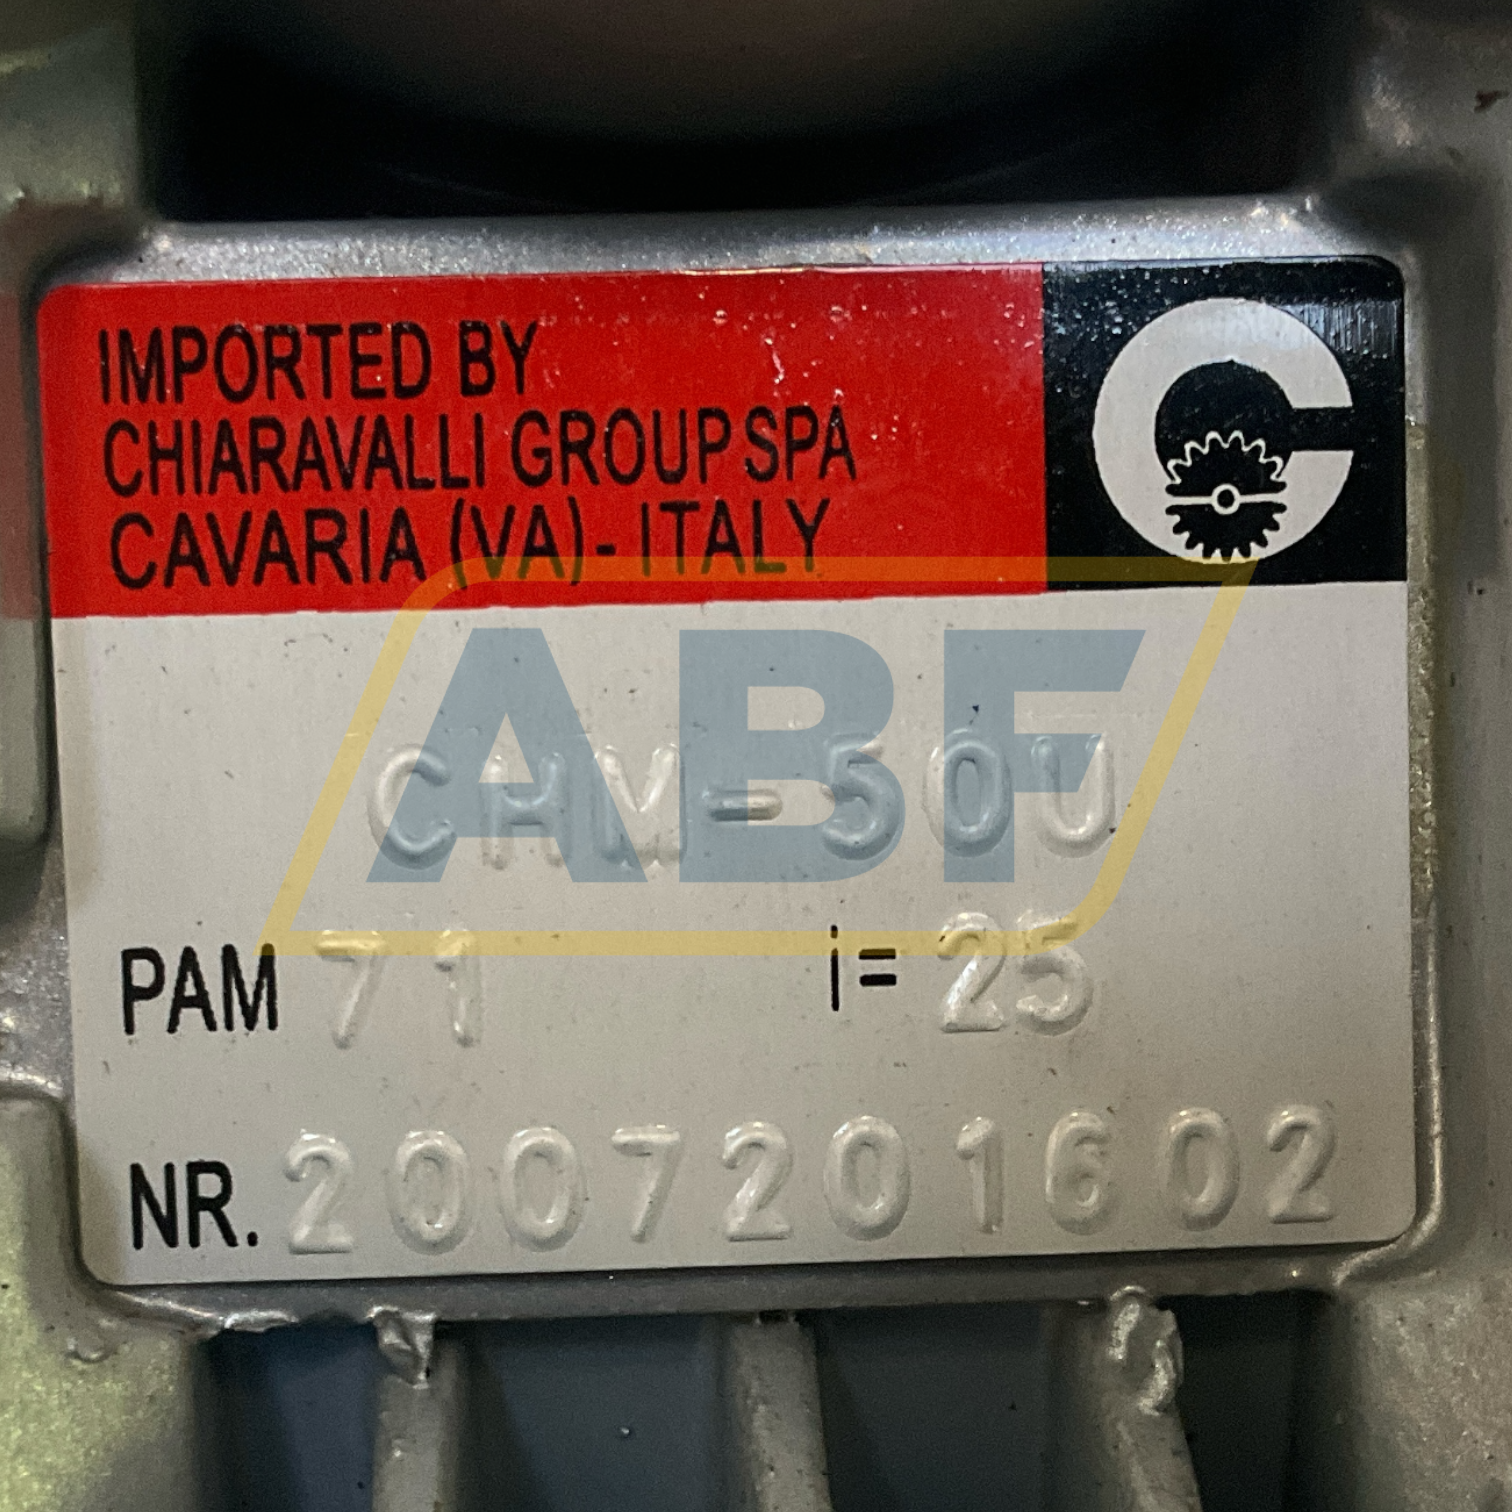 IMPORTED BY
CHIARAVALLI GROUP SPA
CAVARIA (VA)- ITALY
ABF
CHM-50U
PAM 71 i= 25
NR. 2007201602